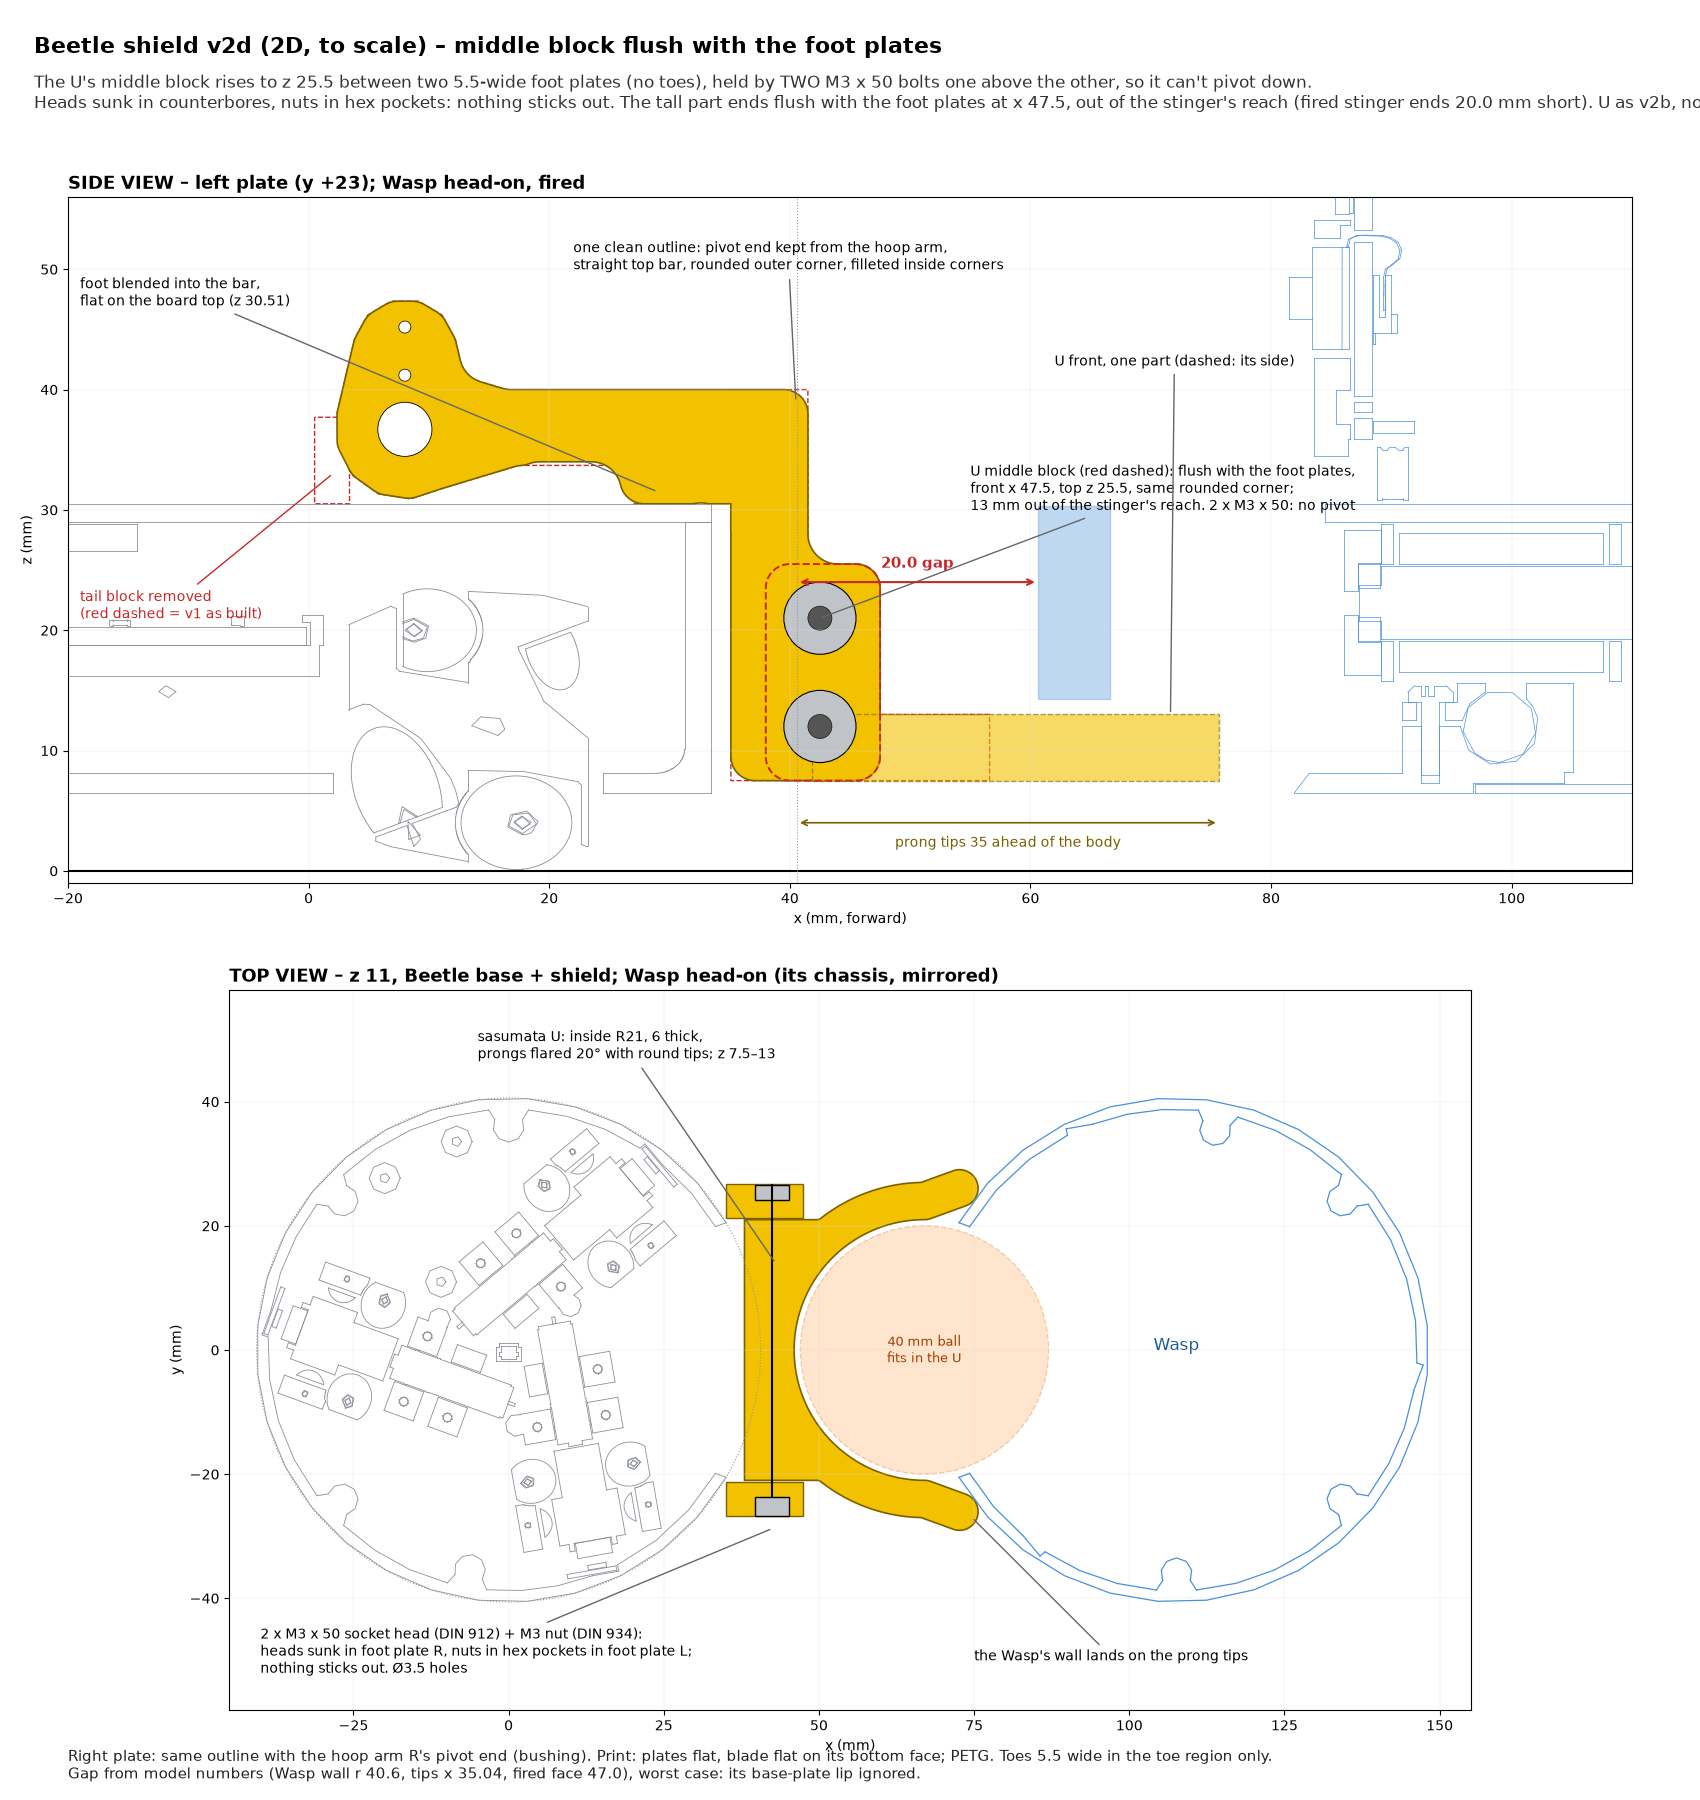 Beetle shield v2d (2D, to scale) – middle block flush with the foot plates
The U's middle block rises to z 25.5 between two 5.5-wide foot plates (no toes), held by TWO M3 x 50 bolts one above the other, so it can't pivot down.
Heads sunk in counterbores, nuts in hex pockets: nothing sticks out. The tall part ends flush with the foot plates at x 47.5, out of the stinger's reach (fired stinger ends 20.0 mm short). U as v2b, no
SIDE VIEW – left plate (y +23); Wasp head-on, fired
one clean outline: pivot end kept from the hoop arm,
straight top bar, rounded outer corner, filleted inside corners
foot blended into the bar,
flat on the board top (z 30.51)
U front, one part (dashed: its side)
U middle block (red dashed): flush with the foot plates,
front x 47.5, top z 25.5, same rounded corner;
13 mm out of the stinger's reach. 2 x M3 x 50: no pivot
20.0 gap
tail block removed
(red dashed = v1 as built)
prong tips 35 ahead of the body
50
40
30
20
10
0
z (mm)
−20
0
20
40
60
80
100
x (mm, forward)
TOP VIEW – z 11, Beetle base + shield; Wasp head-on (its chassis, mirrored)
sasumata U: inside R21, 6 thick,
prongs flared 20° with round tips; z 7.5–13
40 mm ball
fits in the U
Wasp
2 x M3 x 50 socket head (DIN 912) + M3 nut (DIN 934):
heads sunk in foot plate R, nuts in hex pockets in foot plate L;
nothing sticks out. Ø3.5 holes
the Wasp's wall lands on the prong tips
40
20
0
−20
−40
y (mm)
−25
0
25
50
75
100
125
150
x (mm)
Right plate: same outline with the hoop arm R's pivot end (bushing). Print: plates flat, blade flat on its bottom face; PETG. Toes 5.5 wide in the toe region only.
Gap from model numbers (Wasp wall r 40.6, tips x 35.04, fired face 47.0), worst case: its base-plate lip ignored.